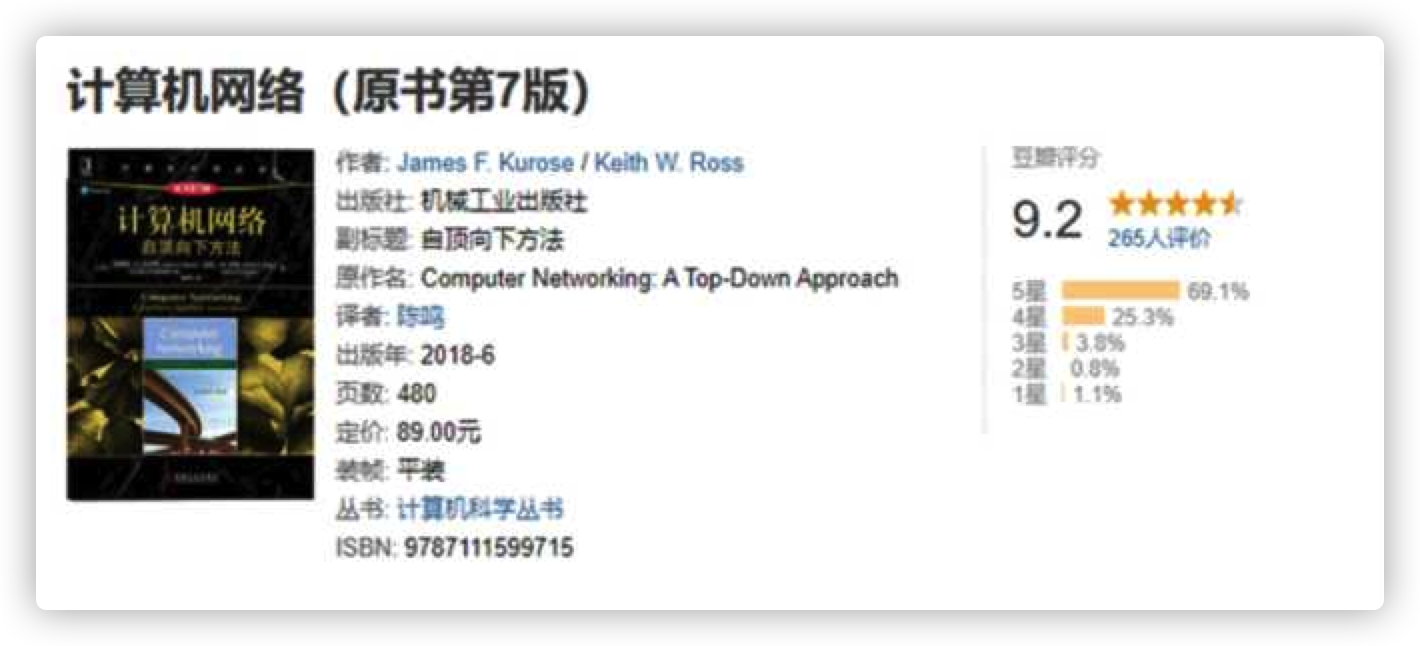 计算机网络（原书第7版）
计算机网络
自顶向下方法
Computer Networking
Computer
Networking
作者: James F. Kurose / Keith W. Ross
出版社: 机械工业出版社
副标题: 自顶向下方法
原作名: Computer Networking: A Top-Down Approach
译者: 陈鸣
出版年: 2018-6
页数: 480
定价: 89.00元
装帧: 平装
丛书: 计算机科学丛书
ISBN: 9787111599715
豆瓣评分
9.2
265人评价
5星 69.1%
4星 25.3%
3星 3.8%
2星 0.8%
1星 1.1%